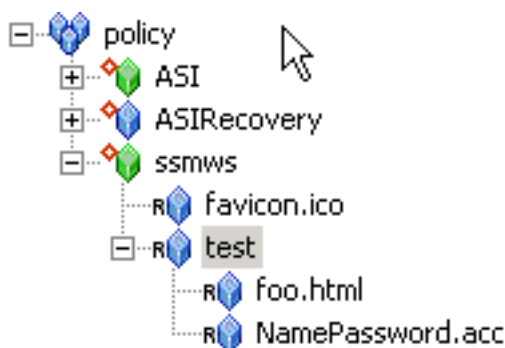 policy
ASI
ASIRecovery
ssmws
R favicon.ico
R test
R foo.html
R NamePassword.acc